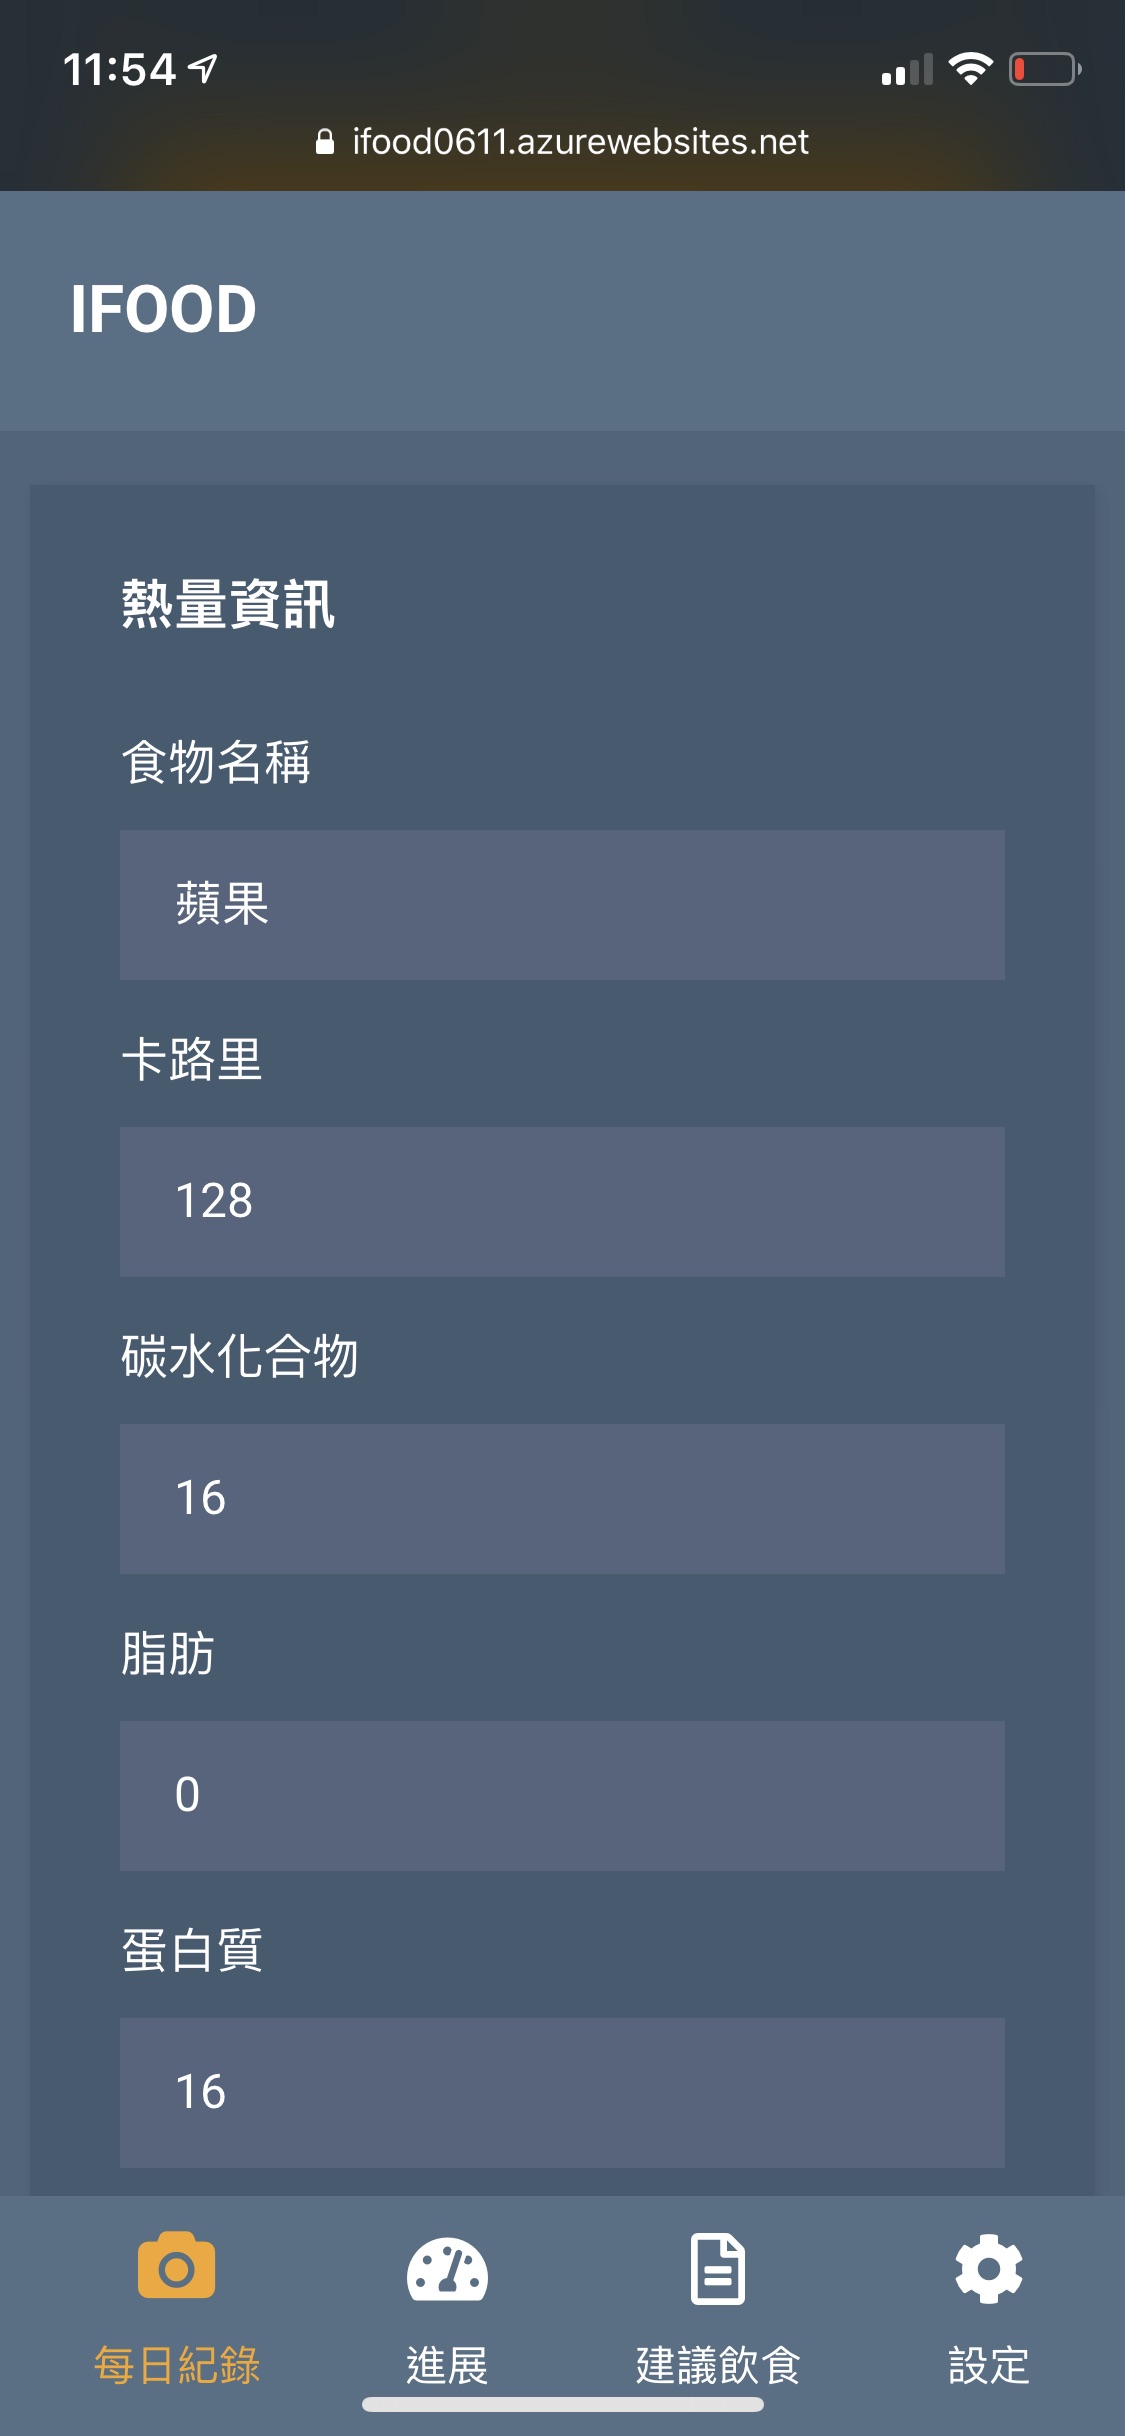 11:54
ifood0611.azurewebsites.net
IFOOD
熱量資訊
食物名稱
蘋果
卡路里
128
碳水化合物
16
脂肪
0
蛋白質
16
每日紀錄
進展
建議飲食
設定